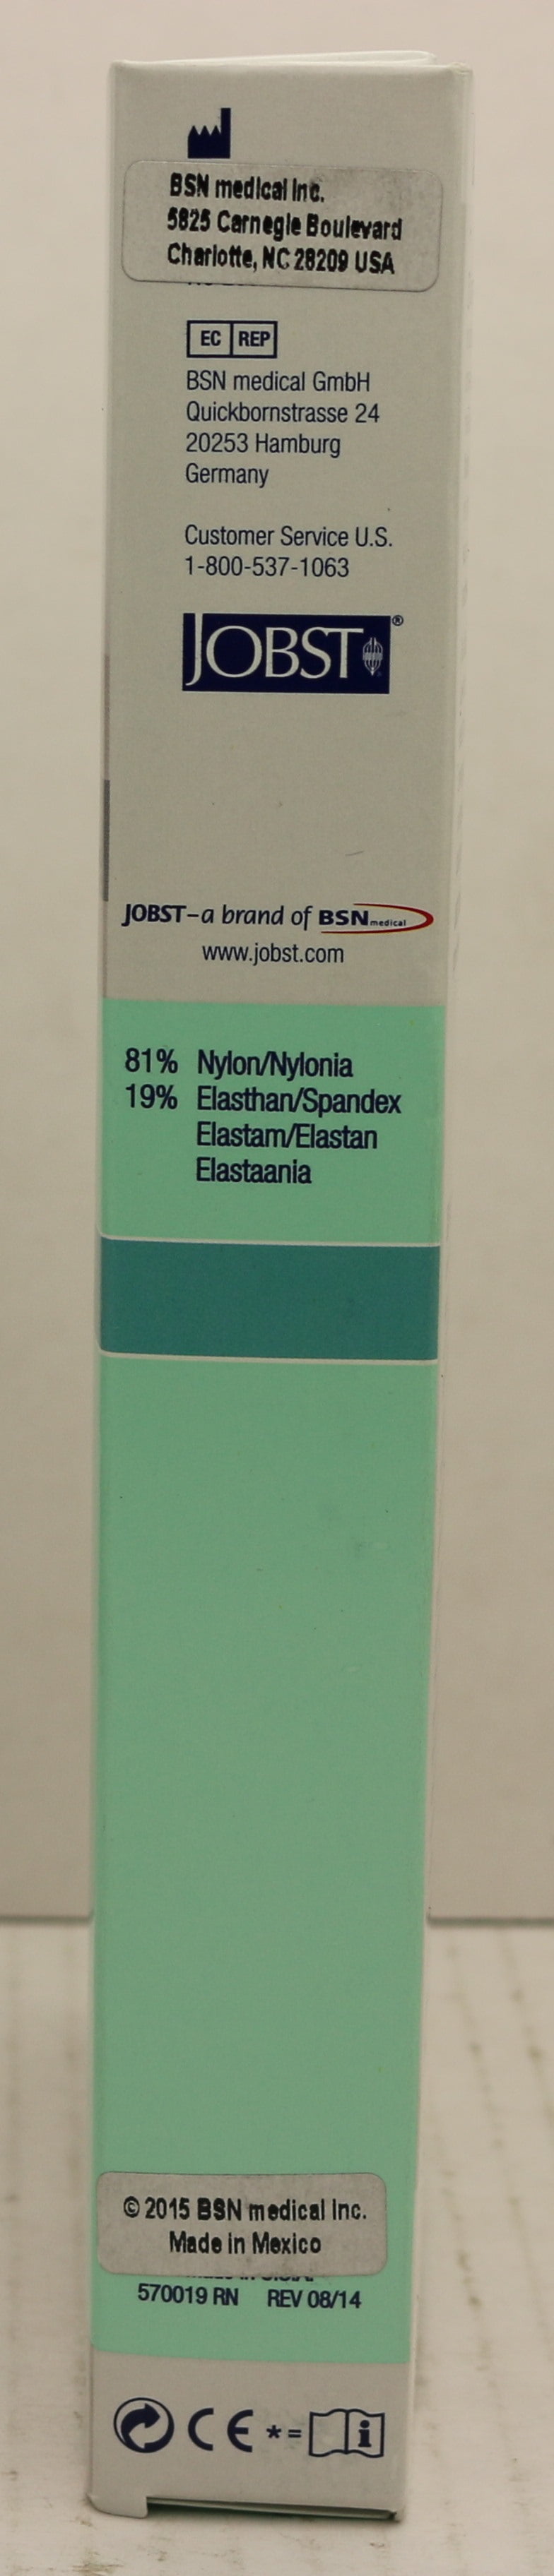 BSN medical Inc.
5825 Carnegie Boulevard
Charlotte, NC 28209 USA
EC REP
BSN medical GmbH
Quickbornstrasse 24
20253 Hamburg
Germany
Customer Service U.S.
1-800-537-1063
JOBST®
JOBST–a brand of BSN medical
www.jobst.com
81% Nylon/Nylonia
19% Elasthan/Spandex
Elastam/Elastan
Elastaania
© 2015 BSN medical Inc.
Made in Mexico
570019 RN REV 08/14
CE *= i